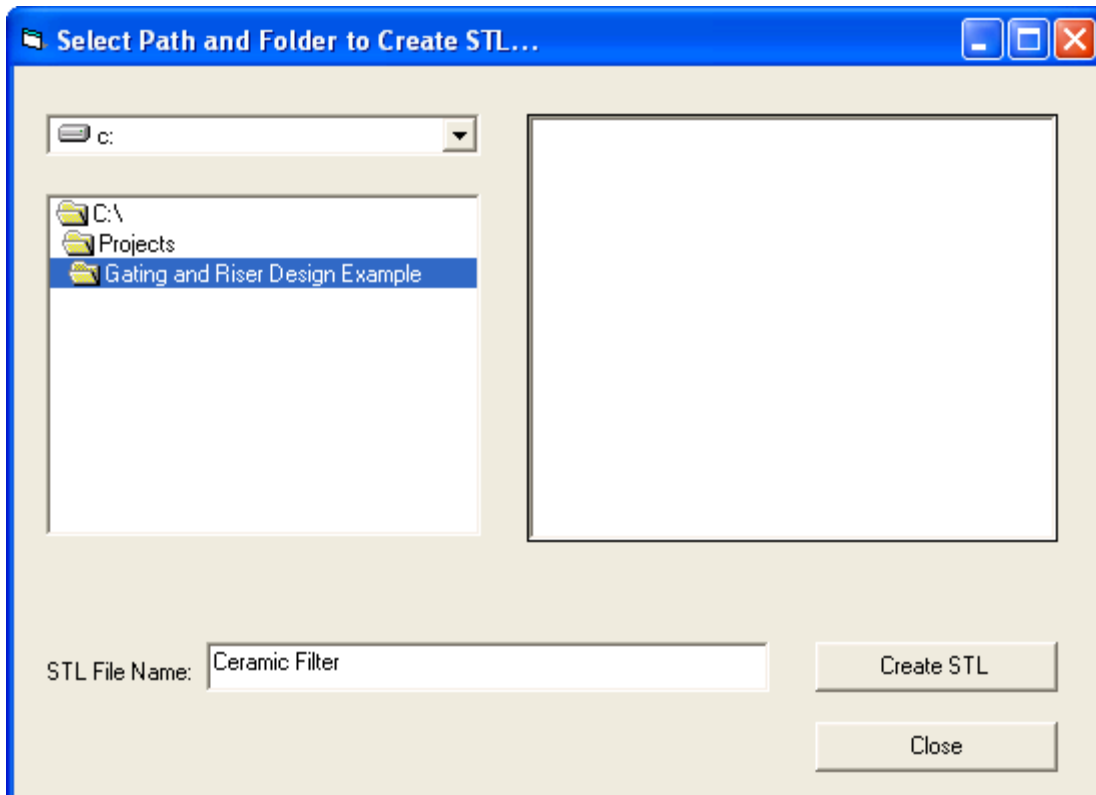 Select Path and Folder to Create STL...
c:
C:\
Projects
Gating and Riser Design Example
STL File Name:
Ceramic Filter
Create STL
Close